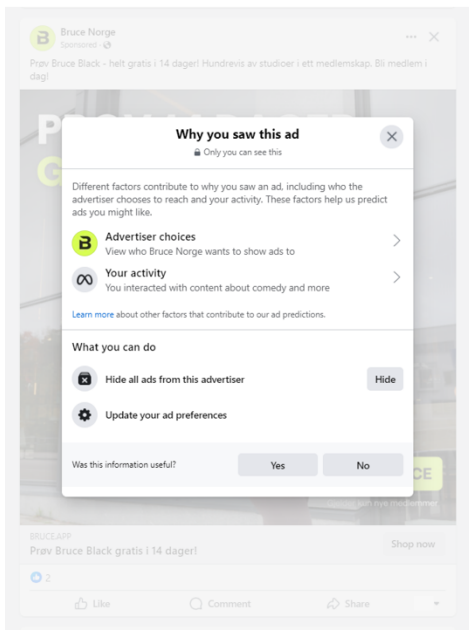 Bruce Norge
Sponsored ·
Prøv Bruce Black - helt gratis i 14 dager! Hundrevis av studioer i ett medlemskap. Bli medlem i
dag!
Why you saw this ad
Only you can see this
Different factors contribute to why you saw an ad, including who the
advertiser chooses to reach and your activity. These factors help us predict
ads you might like.
Advertiser choices
View who Bruce Norge wants to show ads to
Your activity
You interacted with content about comedy and more
Learn more about other factors that contribute to our ad predictions.
What you can do
Hide all ads from this advertiser
Hide
Update your ad preferences
Was this information useful?
Yes
No
BRUCE.APP
Prøv Bruce Black gratis i 14 dager!
Shop now
2
Like
Comment
Share